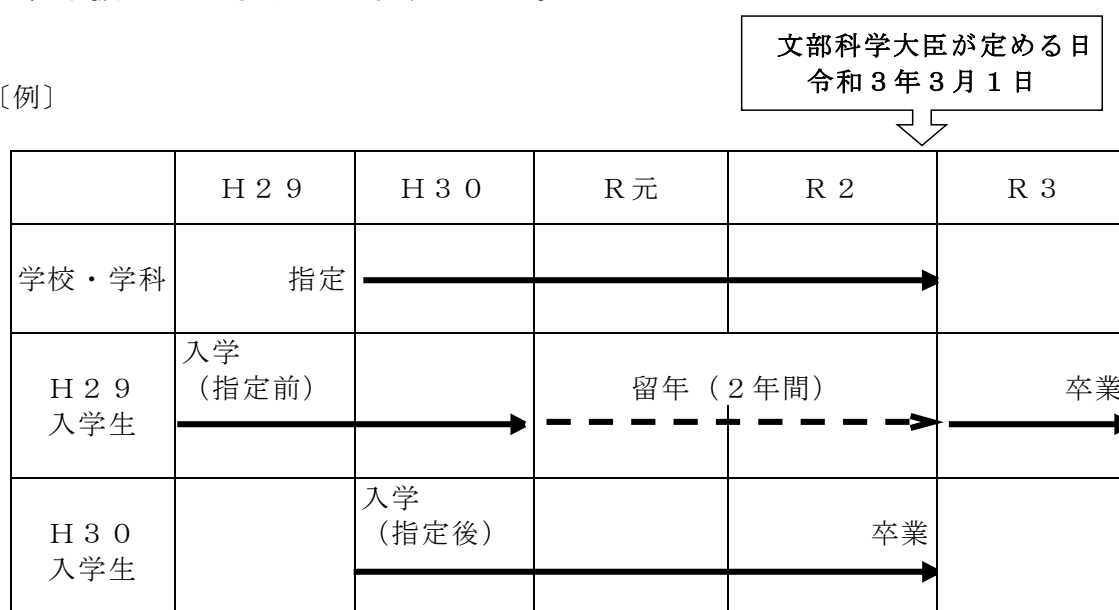 文部科学大臣が定める日
令和３年３月１日
〔例〕
Ｈ２９ Ｈ３０ Ｒ元 Ｒ２ Ｒ３
学校・学科 指定
Ｈ２９
入学生
入学
（指定前）
留年（２年間）
卒業
Ｈ３０
入学生
入学
（指定後）
卒業